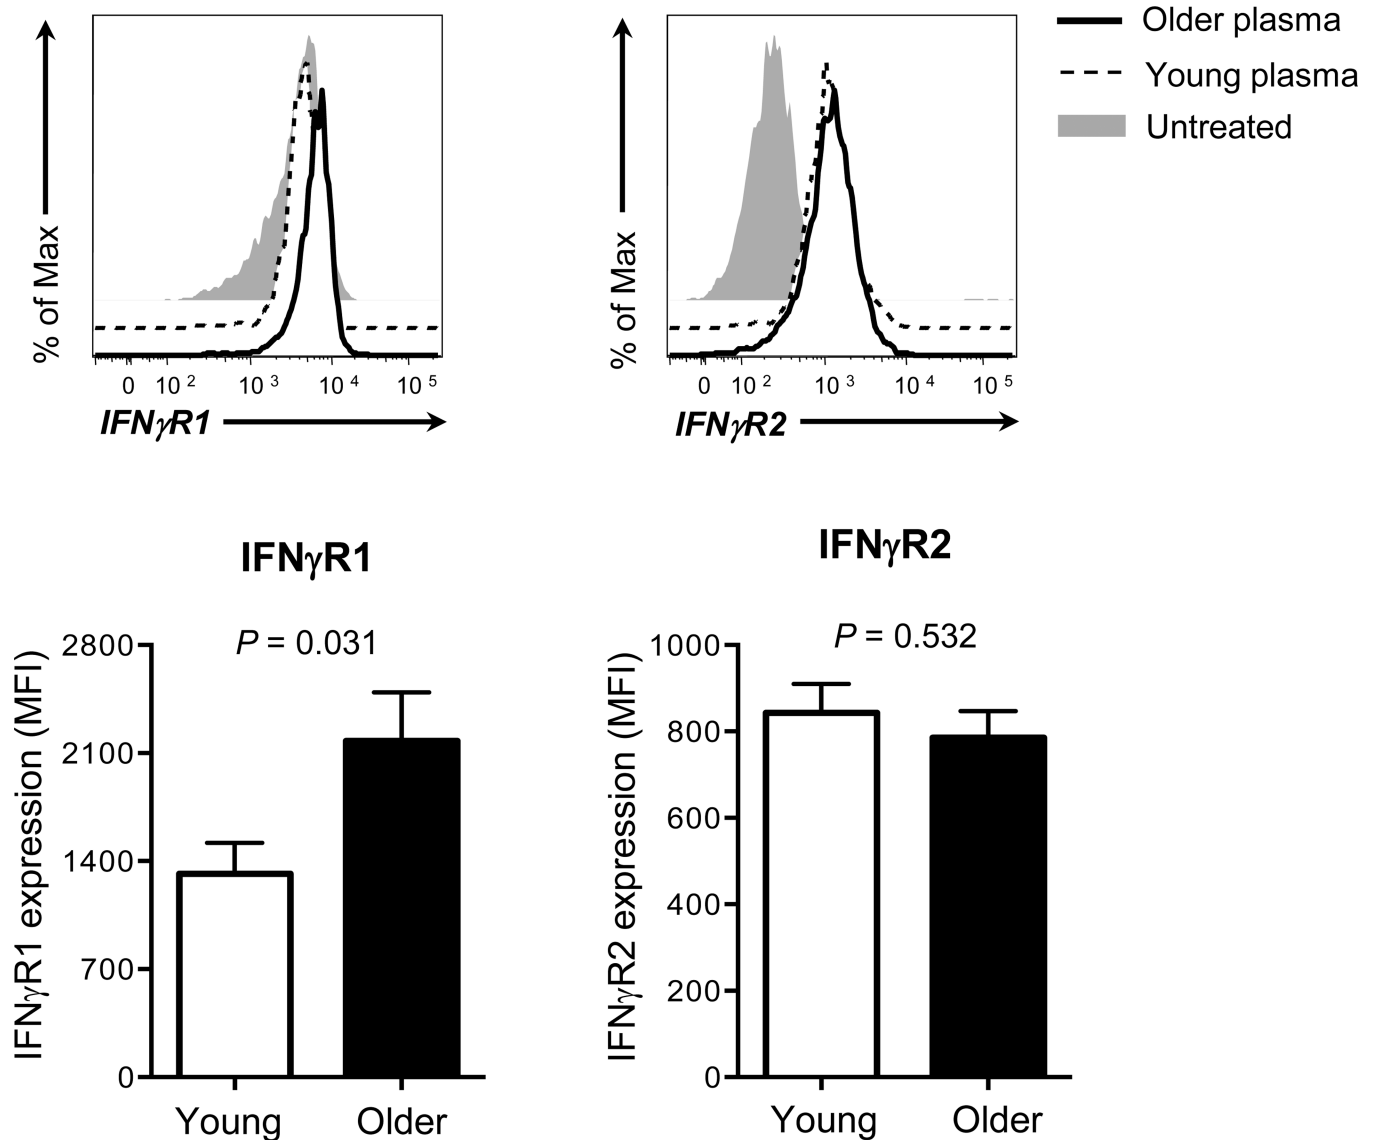 Older plasma
Young plasma
Untreated
% of Max
0 10 2 10 3 10 4 10 5
IFNγR1
% of Max
0 10 2 10 3 10 4 10 5
IFNγR2
IFNγR1
P = 0.031
IFNγR1 expression (MFI)
2800
2100
1400
700
0
Young Older
IFNγR2
P = 0.532
IFNγR2 expression (MFI)
1000
800
600
400
200
0
Young Older